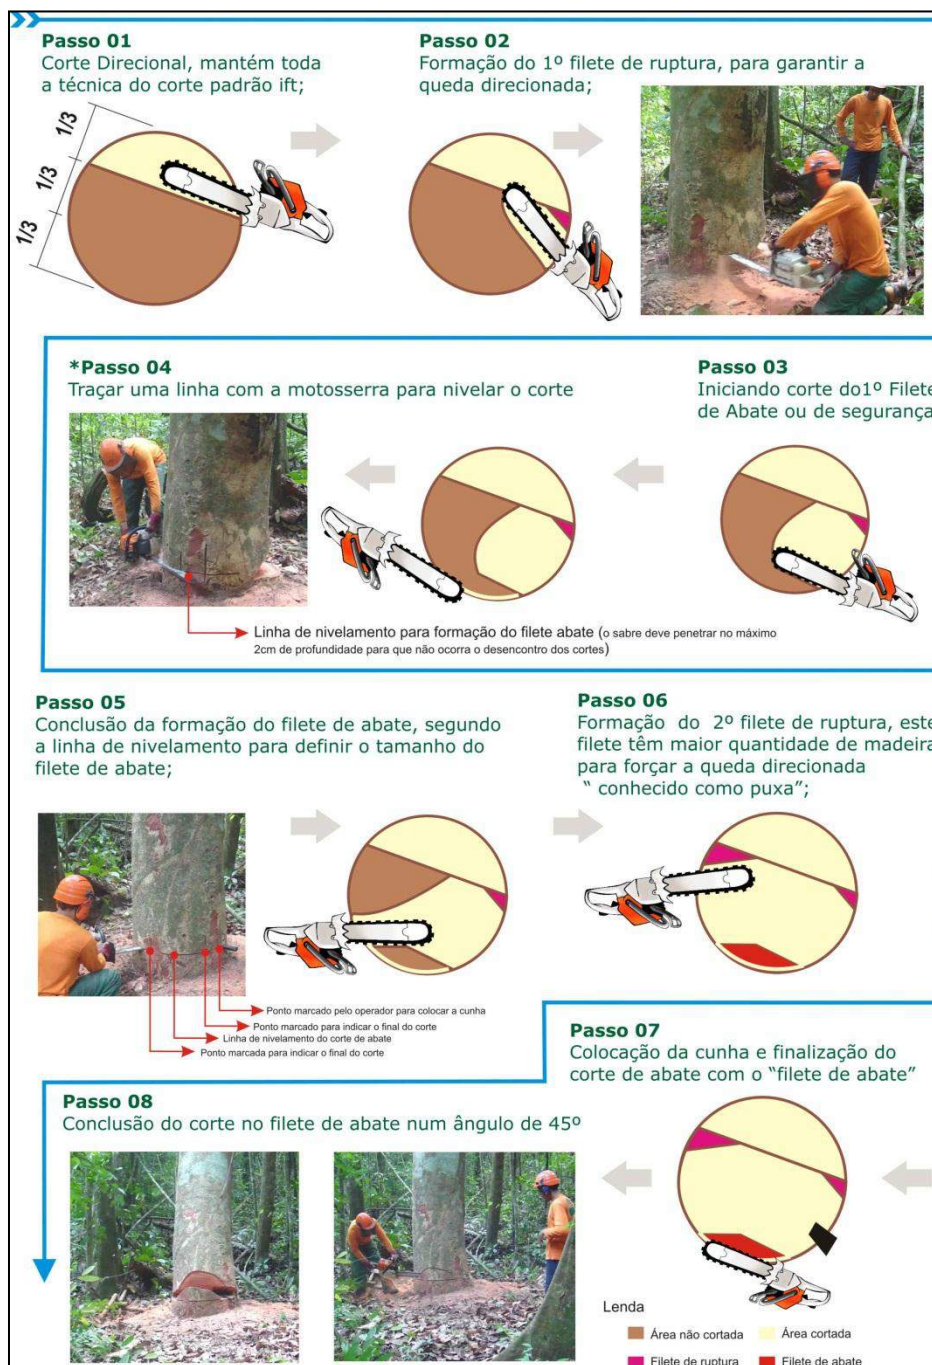 Passo 01
Corte Direcional, mantém toda
a técnica do corte padrão ift;
1/3
1/3
1/3
Passo 02
Formação do 1º filete de ruptura, para garantir a
queda direcionada;
Passo 03
Iniciando corte do1º Filete
de Abate ou de segurança
*Passo 04
Traçar uma linha com a motosserra para nivelar o corte
Linha de nivelamento para formação do filete abate (o sabre deve penetrar no máximo
2cm de profundidade para que não ocorra o desencontro dos cortes)
Passo 05
Conclusão da formação do filete de abate, segundo
a linha de nivelamento para definir o tamanho do
filete de abate;
Ponto marcado pelo operador para colocar a cunha
Ponto marcado para indicar o final do corte
Linha de nivelamento do corte de abate
Ponto marcada para indicar o final do corte
Passo 06
Formação do 2º filete de ruptura, este
filete têm maior quantidade de madeira
para forçar a queda direcionada
“ conhecido como puxa”;
Passo 07
Colocação da cunha e finalização do
corte de abate com o “filete de abate”
Passo 08
Conclusão do corte no filete de abate num ângulo de 45º
Lenda
Área não cortada
Área cortada
Filete de ruptura
Filete de abate